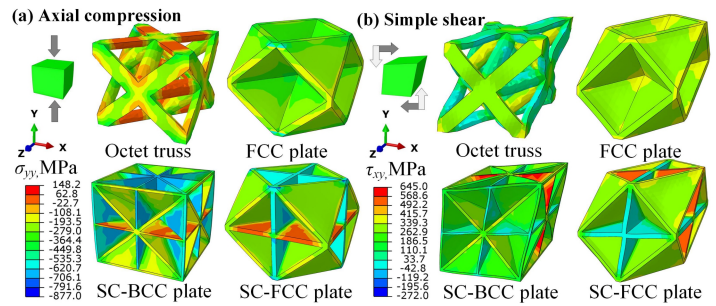 (a) Axial compression
(b) Simple shear
Y
Z
X
Octet truss
FCC plate
Y
Z
X
Octet truss
FCC plate
σyy,MPa
148.2
62.8
-22.7
-108.1
-193.5
-279.0
-364.4
-449.8
-535.3
-620.7
-706.1
-791.6
-877.0
SC-BCC plate
SC-FCC plate
τxy,MPa
645.0
568.6
492.2
415.7
339.3
262.9
186.5
110.1
33.7
-42.8
-119.2
-195.6
-272.0
SC-BCC plate
SC-FCC plate